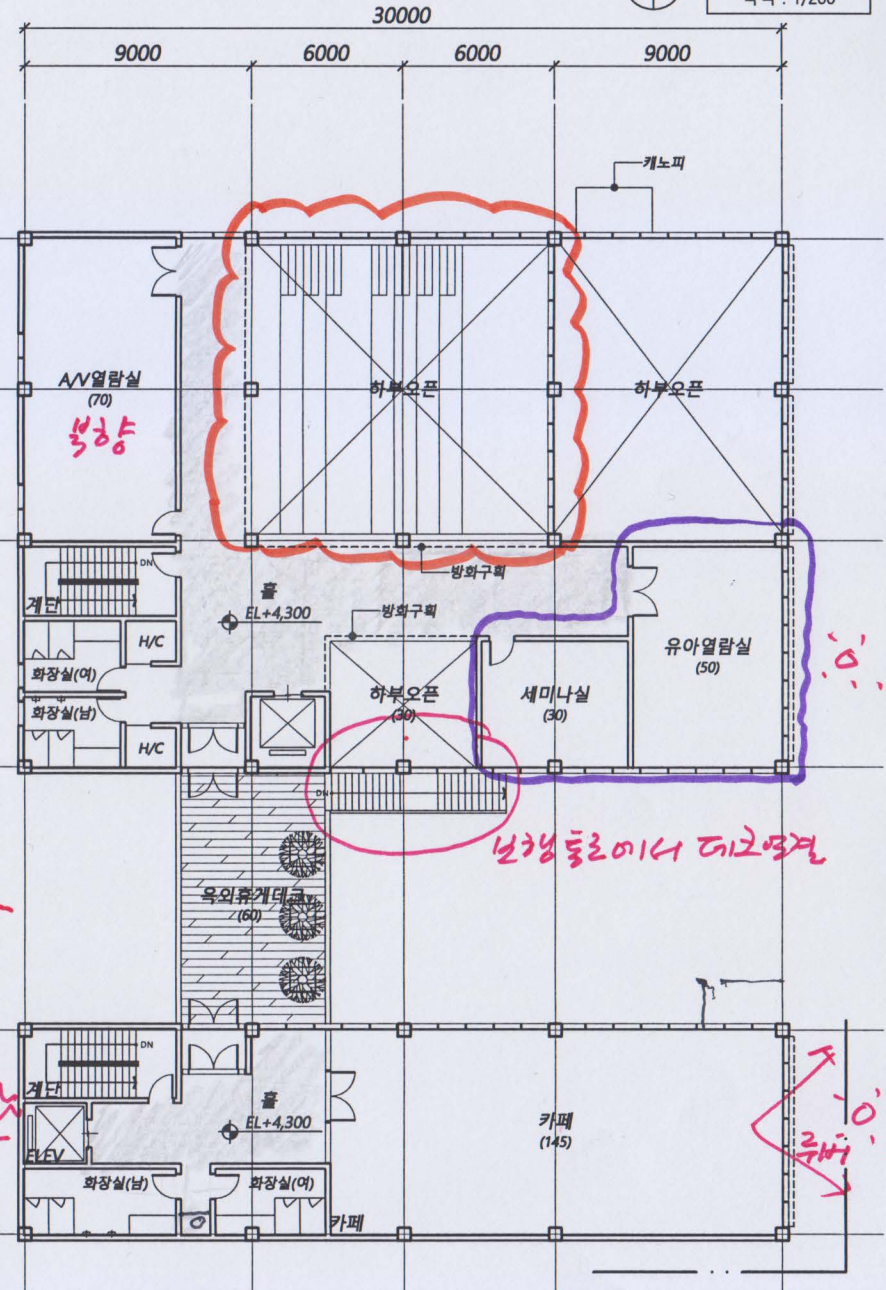 30000
9000
6000
6000
9000
캐노피
A/V열람실
(70)
북향
하부오픈
하부오픈
DN
계단
방화구획
홀
EL+4,300
방화구획
H/C
화장실(여)
화장실(남)
H/C
하부오픈
(30)
세미나실
(30)
유아열람실
(50)
DN
보행통로에서 데크연결
옥외휴게데크
(60)
DN
계단
홀
EL+4,300
카페
(145)
루버
ELEV
화장실(남)
화장실(여)
카페